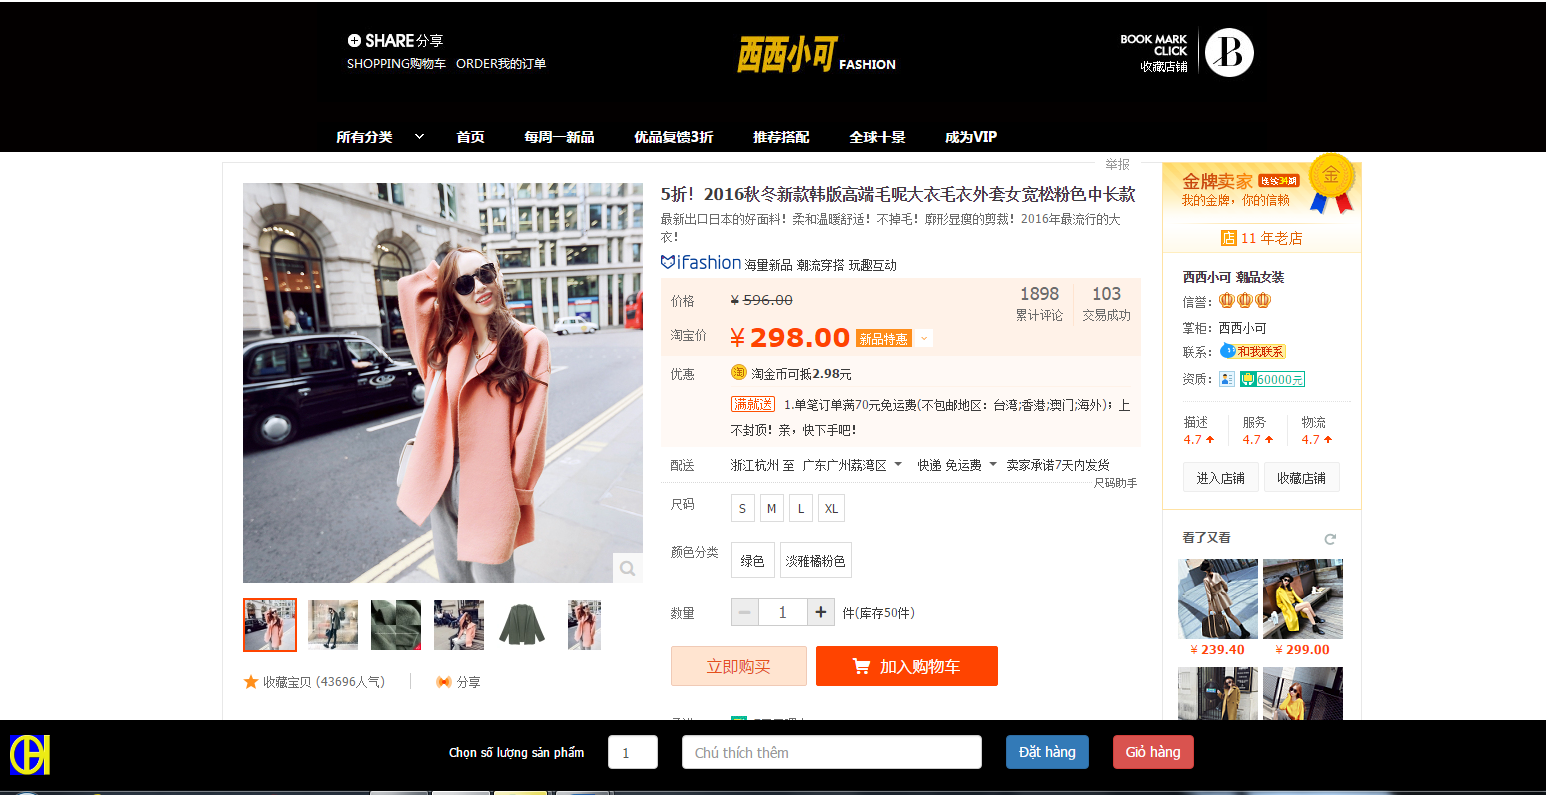 SHARE分享
SHOPPING购物车 ORDER我的订单
西西小可 FASHION
BOOK MARK
CLICK
收藏店铺
B
所有分类 首页 每周一新品 优品复馈3折 推荐搭配 全球十景 成为VIP
举报
5折！2016秋冬新款韩版高端毛呢大衣毛衣外套女宽松粉色中长款
最新出口日本的好面料！柔和温暖舒适！不掉毛！廓形显瘦的剪裁！2016年最流行的大
衣！
ifashion 海量新品 潮流穿搭 玩趣互动
价格 ¥ 596.00
1898 103
累计评论 交易成功
淘宝价 ¥ 298.00 新品特惠
优惠 淘 淘金币可抵2.98元
满就送 1.单笔订单满70元免运费(不包邮地区：台湾;香港;澳门;海外)；上
不封顶！亲，快下手吧！
配送 浙江杭州 至 广东广州荔湾区 快递 免运费 卖家承诺7天内发货
尺码助手
尺码 S M L XL
颜色分类 绿色 淡雅橘粉色
数量 1 件(库存50件)
立即购买 加入购物车
收藏宝贝 (43696人气) 分享
金牌卖家
金
我的金牌，你的信赖
店 11 年老店
西西小可 潮品女装
信誉：
掌柜：西西小可
联系：和我联系
资质：60000元
描述 服务 物流
4.7 4.7 4.7
进入店铺 收藏店铺
看了又看
¥ 239.40 ¥ 299.00
Chọn số lượng sản phẩm 1 Chú thích thêm Đặt hàng Giỏ hàng